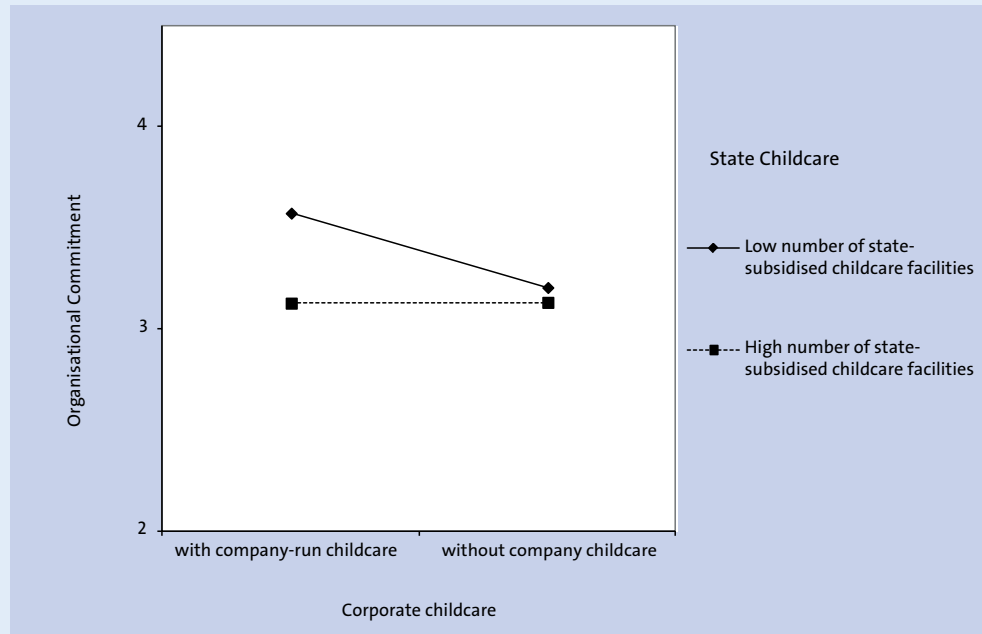 4
3
2
Organisational Commitment
with company-run childcare
without company childcare
Corporate childcare
State Childcare
Low number of state-
subsidised childcare facilities
High number of state-
subsidised childcare facilities